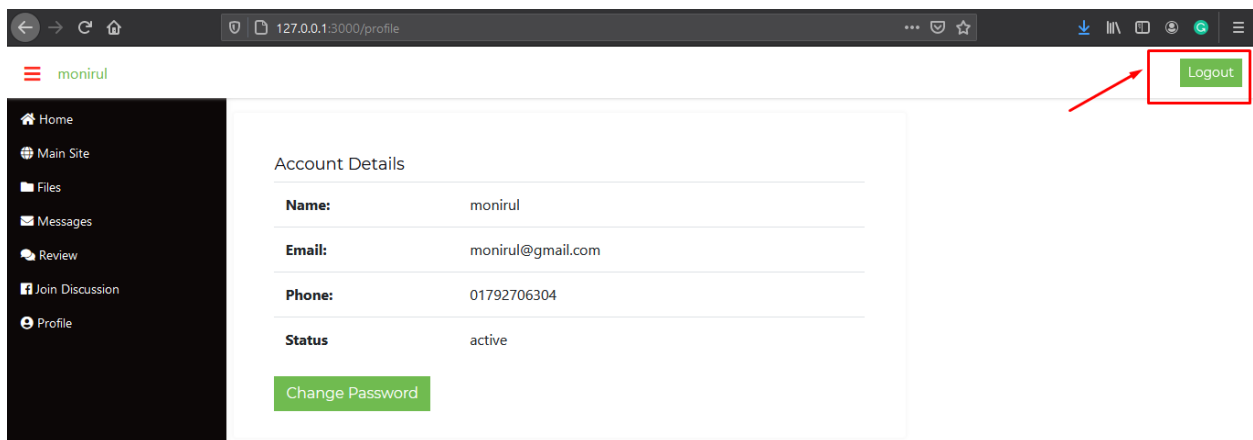 127.0.0.1:3000/profile
monirul
Logout
Home
Main Site
Files
Messages
Review
Join Discussion
Profile
Account Details
Name: monirul
Email: monirul@gmail.com
Phone: 01792706304
Status active
Change Password